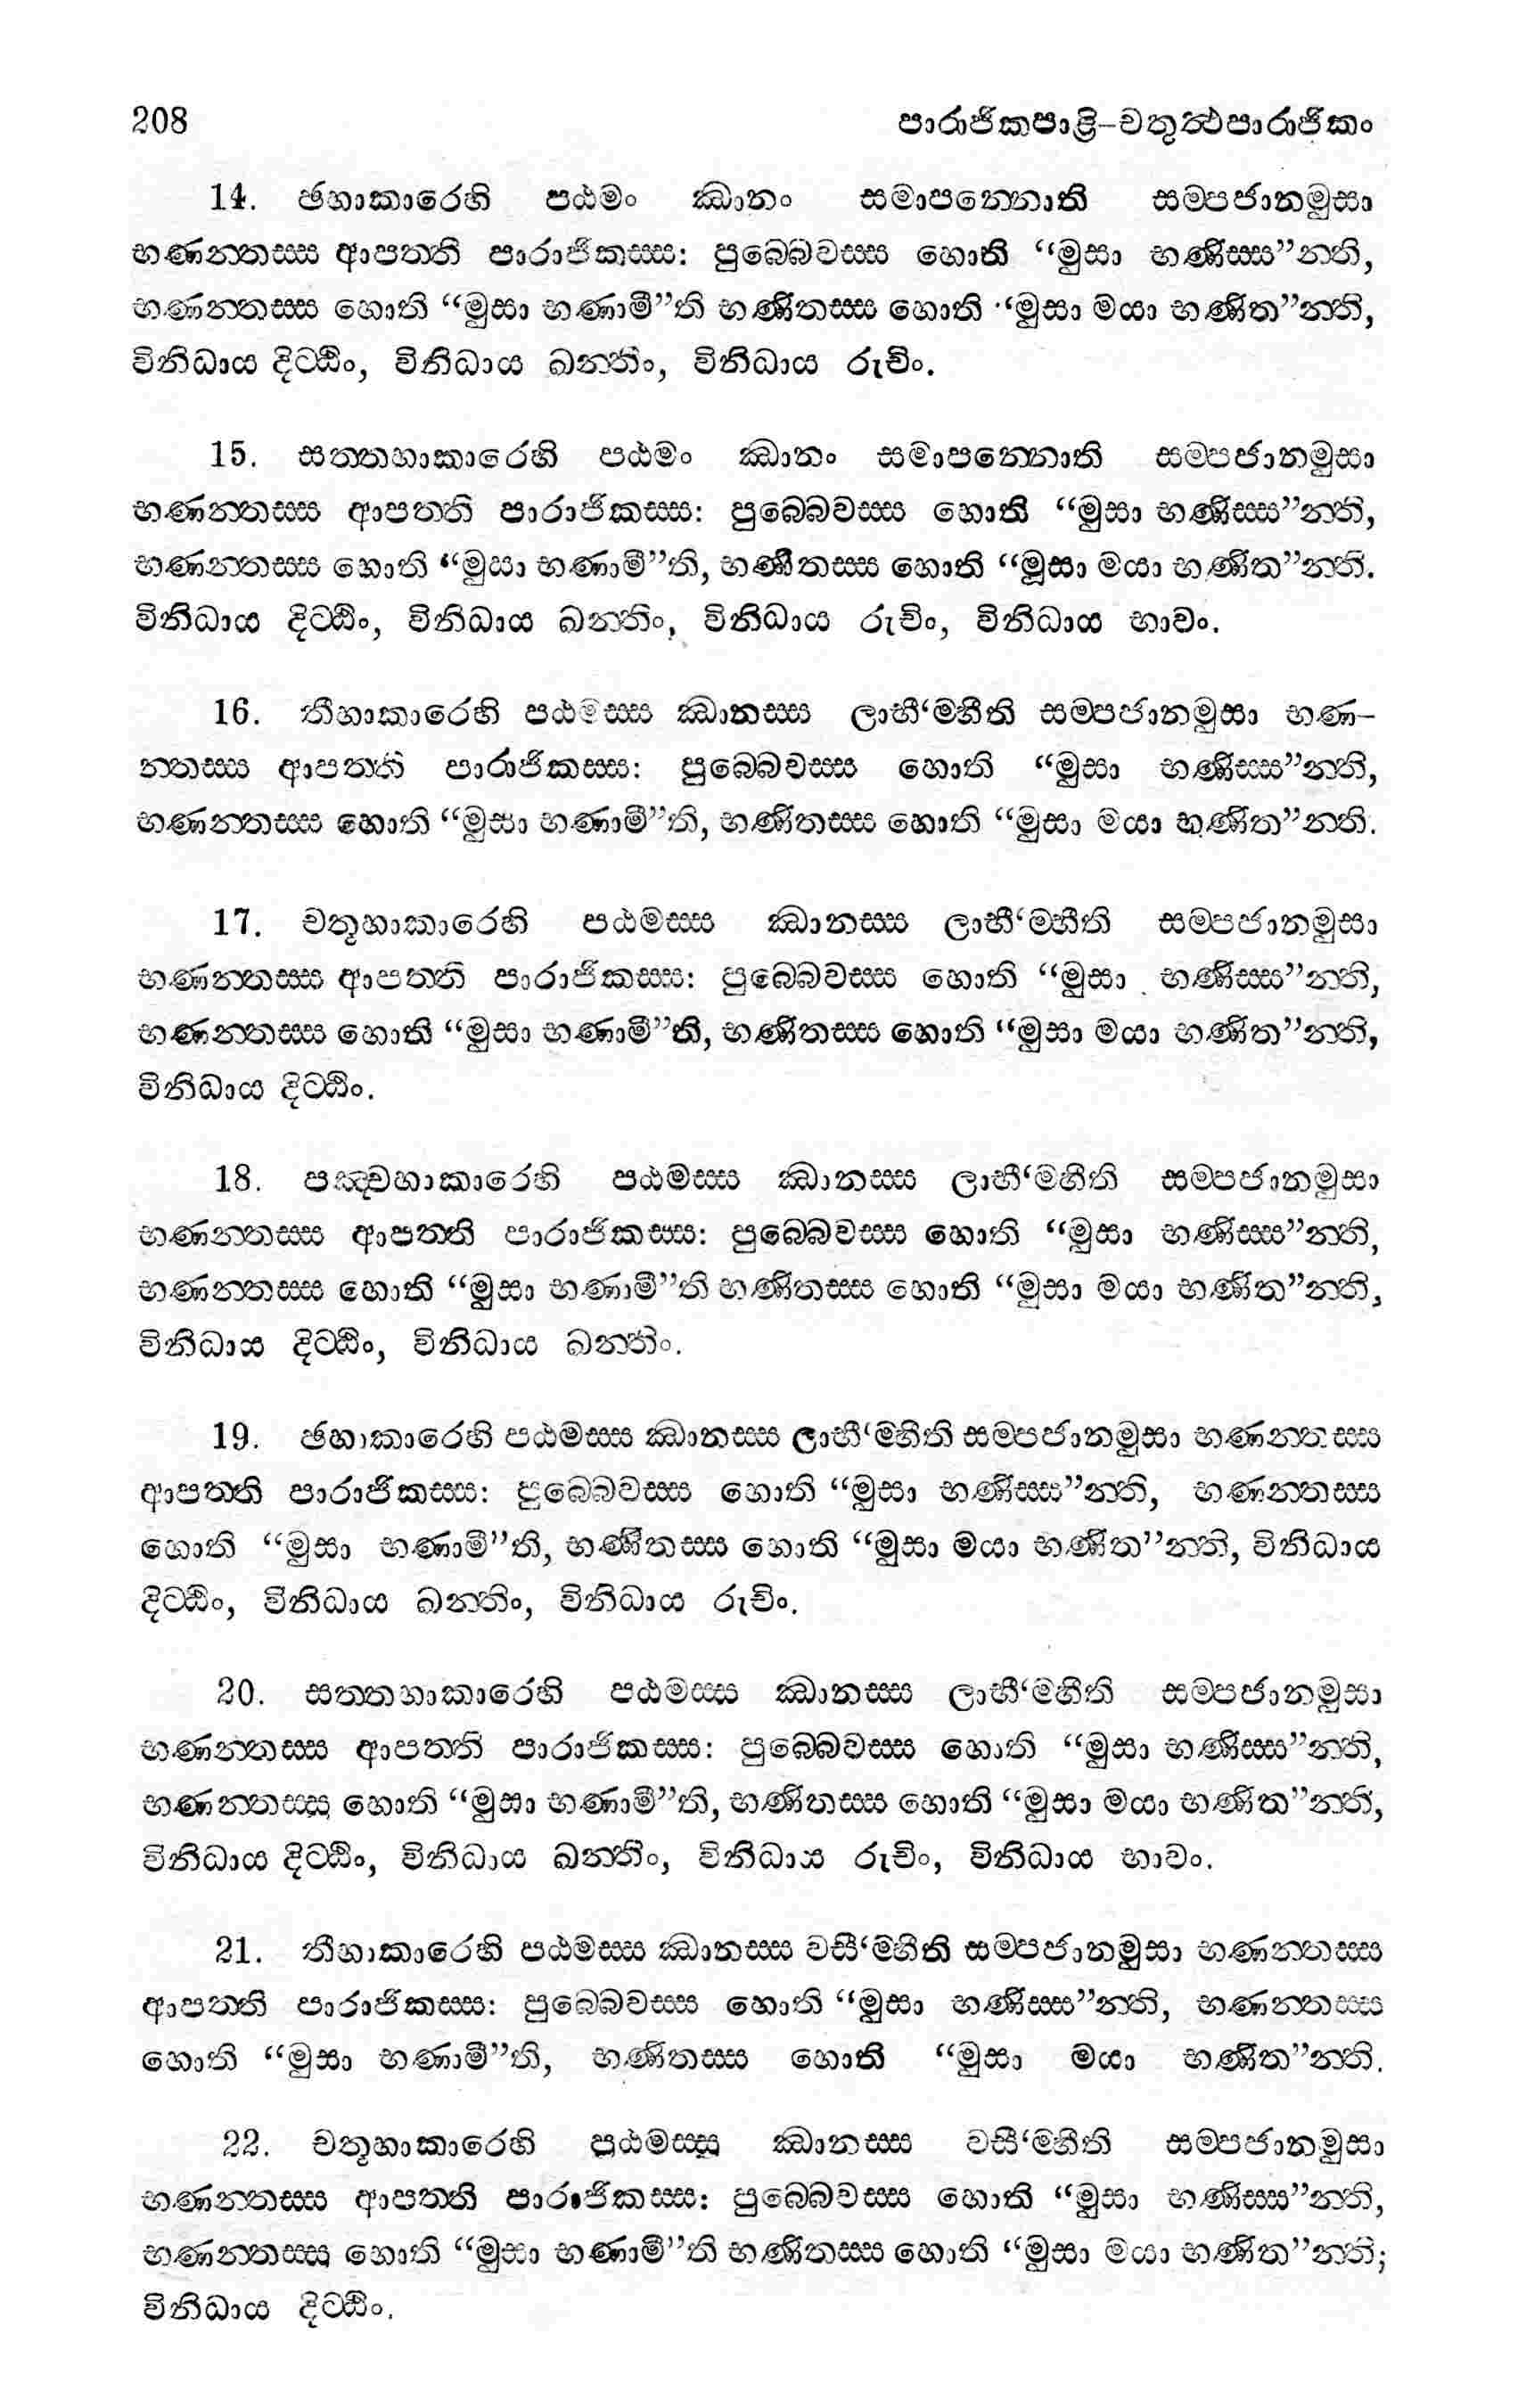 208 පාරාජිකපාළි–චතුත්‍ථපාරාජිකං
14. ඡහාකාරෙහි පඨමං ඣානං සමාපන්නොති සම්පජානමුසා
භණන්තස්ස ආපත්ති පාරාජිකස්ස: පුබ්බෙවස්ස හොති “මුසා භණිස්ස”න්ති,
භණන්තස්ස හොති “මුසා භණාමී”ති භණිතස්ස හොති “මුසා මයා භණිත”න්ති,
විනිධාය දිට්ඨිං, විනිධාය ඛන්තිං, විනිධාය රුචිං.
15. සත්තහාකාරෙහි පඨමං ඣානං සමාපන්නොති සම්පජානමුසා
භණන්තස්ස ආපත්ති පාරාජිකස්ස: පුබ්බෙවස්ස හොති “මුසා භණිස්ස”න්ති,
භණන්තස්ස හොති “මුසා භණාමී”ති, භණිතස්ස හොති “මූසා මයා භණිත”න්ති.
විනිධාය දිට්ඨිං, විනිධාය ඛන්තිං, විනිධාය රුචිං, විනිධාය භාවං.
16. තීහාකාරෙහි පඨමස්ස ඣානස්ස ලාභී‘ම්හීති සම්පජානමුසා භණ–
න්තස්ස ආපත්ති පාරාජිකස්ස: පුබ්බෙවස්ස හොති “මුසා භණිස්ස”න්ති,
භණන්තස්ස හොති “මුසා භණාමී”ති, භණිතස්ස හොති “මුසා මයා භණිත”න්ති.
17. චතූහාකාරෙහි පඨමස්ස ඣානස්ස ලාභී‘ම්හීති සම්පජානමුසා
භණන්තස්ස ආපත්ති පාරාජිකස්ස: පුබ්බෙවස්ස හොති “මුසා භණිස්ස”න්ති,
භණන්තස්ස හොති “මුසා භණාමී”ති, භණිතස්ස හොති “මුසා මයා භණිත”න්ති,
විනිධාය දිට්ඨිං.
18. පඤ්චහාකාරෙහි පඨමස්ස ඣානස්ස ලාභී‘ම්හීති සම්පජානමුසා
භණන්තස්ස ආපත්ති පාරාජිකස්ස: පුබ්බෙවස්ස හොති “මුසා භණිස්ස”න්ති,
භණන්තස්ස හොති “මුසා භණාමී”ති භණිතස්ස හොති “මුසා මයා භණිත”න්ති,
විනිධාය දිට්ඨිං, විනිධාය ඛන්තිං.
19. ඡහාකාරෙහි පඨමස්ස ඣානස්ස ලාභී‘ම්හීති සම්පජානමුසා භණන්තස්ස
ආපත්ති පාරාජිකස්ස: පුබ්බෙවස්ස හොති “මුසා භණිස්ස”න්ති, භණන්තස්ස
හොති “මුසා භණාමී”ති, භණිතස්ස හොති “මුසා මයා භණිත”න්ති, විනිධාය
දිට්ඨිං, විනිධාය ඛන්තිං, විනිධාය රුචිං.
20. සත්තහාකාරෙහි පඨමස්ස ඣානස්ස ලාභී‘ම්හීති සම්පජානමුසා
භණන්තස්ස ආපත්ති පාරාජිකස්ස: පුබ්බෙවස්ස හොති “මුසා භණිස්ස”න්ති,
භණන්තස්ස හොති “මුසා භණාමී”ති, භණිතස්ස හොති “මුසා මයා භණිත”න්ති,
විනිධාය දිට්ඨිං, විනිධාය ඛන්තිං, විනිධාය රුචිං, විනිධාය භාවං.
21. තීහාකාරෙහි පඨමස්ස ඣානස්ස වසී‘ම්හීති සම්පජානමුසා භණන්තස්ස
ආපත්ති පාරාජිකස්ස: පුබ්බෙවස්ස හොති “මුසා භණිස්ස”න්ති, භණන්තස්ස
හොති “මුසා භණාමී”ති, භණිතස්ස හොති “මුසා මයා භණිත”න්ති.
22. චතූහාකාරෙහි පඨමස්ස ඣානස්ස වසී‘ම්හීති සම්පජානමුසා
භණන්තස්ස ආපත්ති පාරාජිකස්ස: පුබ්බෙවස්ස හොති “මුසා භණිස්ස”න්ති,
භණන්තස්ස හොති “මුසා භණාමී”ති භණිතස්ස හොති “මුසා මයා භණිත”න්ති;
විනිධාය දිට්ඨිං.